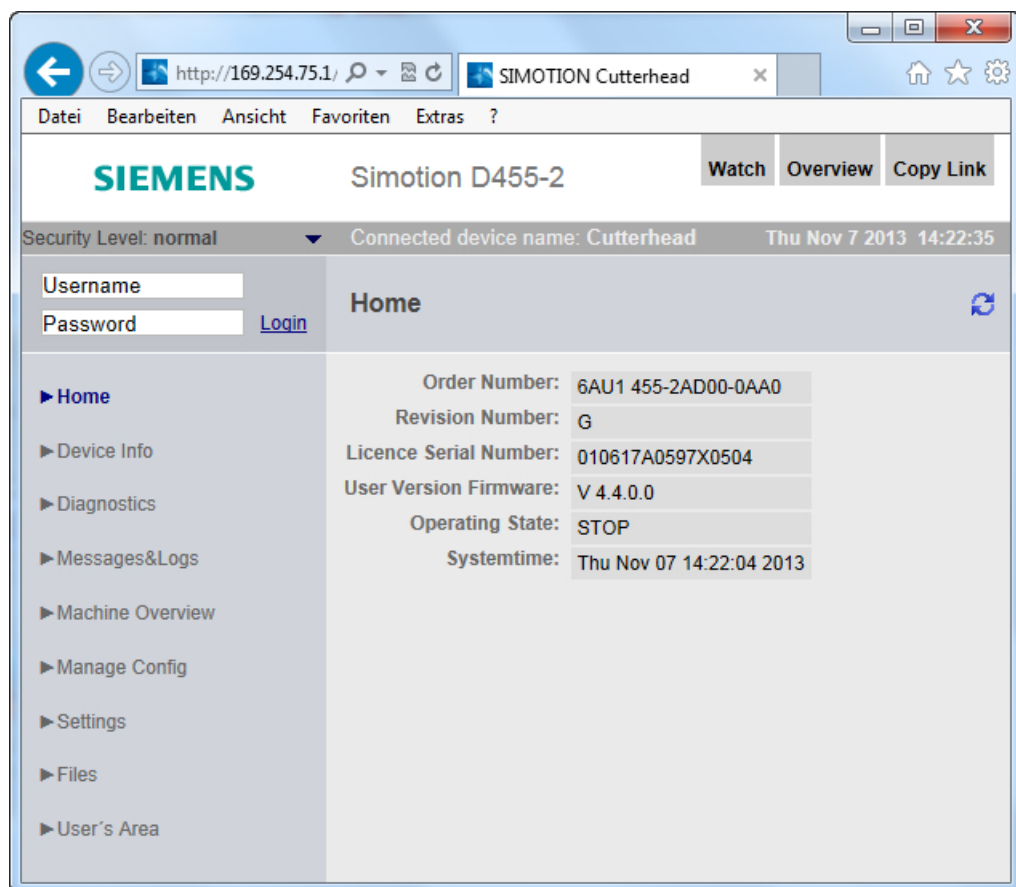 http://169.254.75.1/
SIMOTION Cutterhead
Datei Bearbeiten Ansicht Favoriten Extras ?
SIEMENS Simotion D455-2 Watch Overview Copy Link
Security Level: normal Connected device name: Cutterhead Thu Nov 7 2013 14:22:35
Username
Password Login
Home
▶Home
▶Device Info
▶Diagnostics
▶Messages&Logs
▶Machine Overview
▶Manage Config
▶Settings
▶Files
▶User´s Area
Order Number: 6AU1 455-2AD00-0AA0
Revision Number: G
Licence Serial Number: 010617A0597X0504
User Version Firmware: V 4.4.0.0
Operating State: STOP
Systemtime: Thu Nov 07 14:22:04 2013